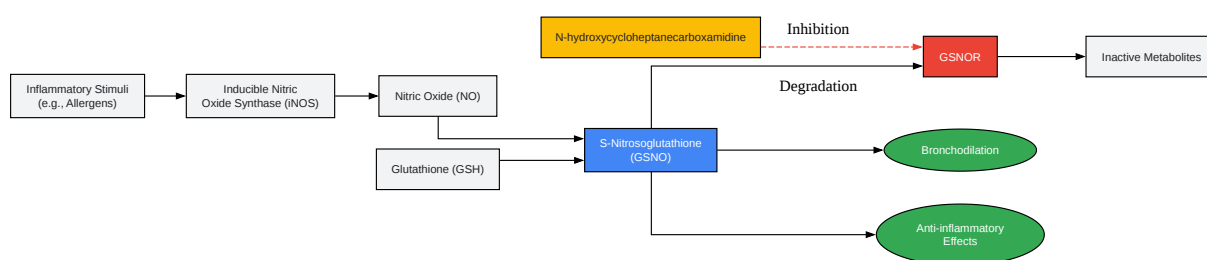 N-hydroxycycloheptanecarboxamidine
Inhibition
GSNOR
Inactive Metabolites
Degradation
Inflammatory Stimuli
(e.g., Allergens)
Inducible Nitric
Oxide Synthase (iNOS)
Nitric Oxide (NO)
Glutathione (GSH)
S-Nitrosoglutathione
(GSNO)
Bronchodilation
Anti-inflammatory
Effects